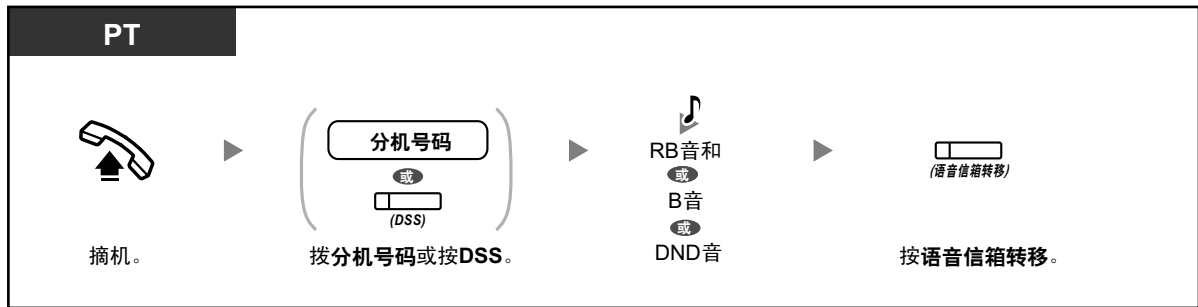 PT
分机号码
或
(DSS)
RB音和
或
B音
或
DND音
(语音信箱转移)
摘机。
拨分机号码或按DSS。
按语音信箱转移。